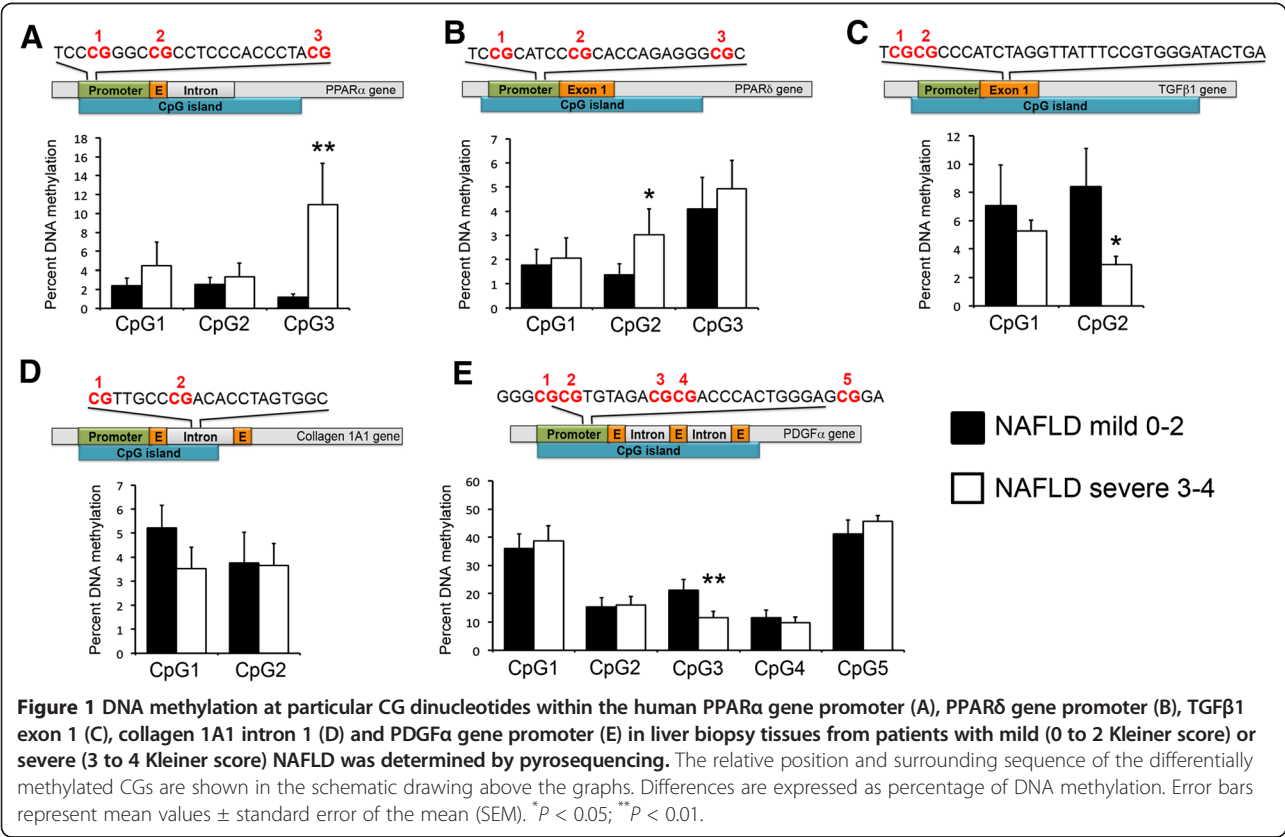 A
1 2 3
TCCCGGGCCGCCTCCCACCCTACG
Promoter E Intron PPARα gene
CpG island
Percent DNA methylation
18
16
14
12
10
8
6
4
2
0
**
CpG1 CpG2 CpG3
B
1 2 3
TCCGCATCCCGCACCAGAGGGCGC
Promoter Exon 1 PPARδ gene
CpG island
Percent DNA methylation
7
6
5
4
3
2
1
0
*
CpG1 CpG2 CpG3
C
1 2
TCGCGCCCATCTAGGTTATTTCCGTGGGATACTGA
Promoter Exon 1 TGFβ1 gene
CpG island
Percent DNA methylation
12
10
8
6
4
2
0
*
CpG1 CpG2
D
1 2
CGTTGCCCGACACCTAGTGGC
Promoter E Intron E Collagen 1A1 gene
CpG island
Percent DNA methylation
7
6
5
4
3
2
1
0
CpG1 CpG2
E
1 2 3 4 5
GGGCGCGTGTAGACGCGACCCACTGGGAGCGGA
Promoter E Intron E Intron E PDGFα gene
CpG island
Percent DNA methylation
60
50
40
30
20
10
0
**
CpG1 CpG2 CpG3 CpG4 CpG5
NAFLD mild 0-2
NAFLD severe 3-4
Figure 1 DNA methylation at particular CG dinucleotides within the human PPARα gene promoter (A), PPARδ gene promoter (B), TGFβ1
exon 1 (C), collagen 1A1 intron 1 (D) and PDGFα gene promoter (E) in liver biopsy tissues from patients with mild (0 to 2 Kleiner score) or
severe (3 to 4 Kleiner score) NAFLD was determined by pyrosequencing. The relative position and surrounding sequence of the differentially
methylated CGs are shown in the schematic drawing above the graphs. Differences are expressed as percentage of DNA methylation. Error bars
represent mean values ± standard error of the mean (SEM). *P < 0.05; **P < 0.01.